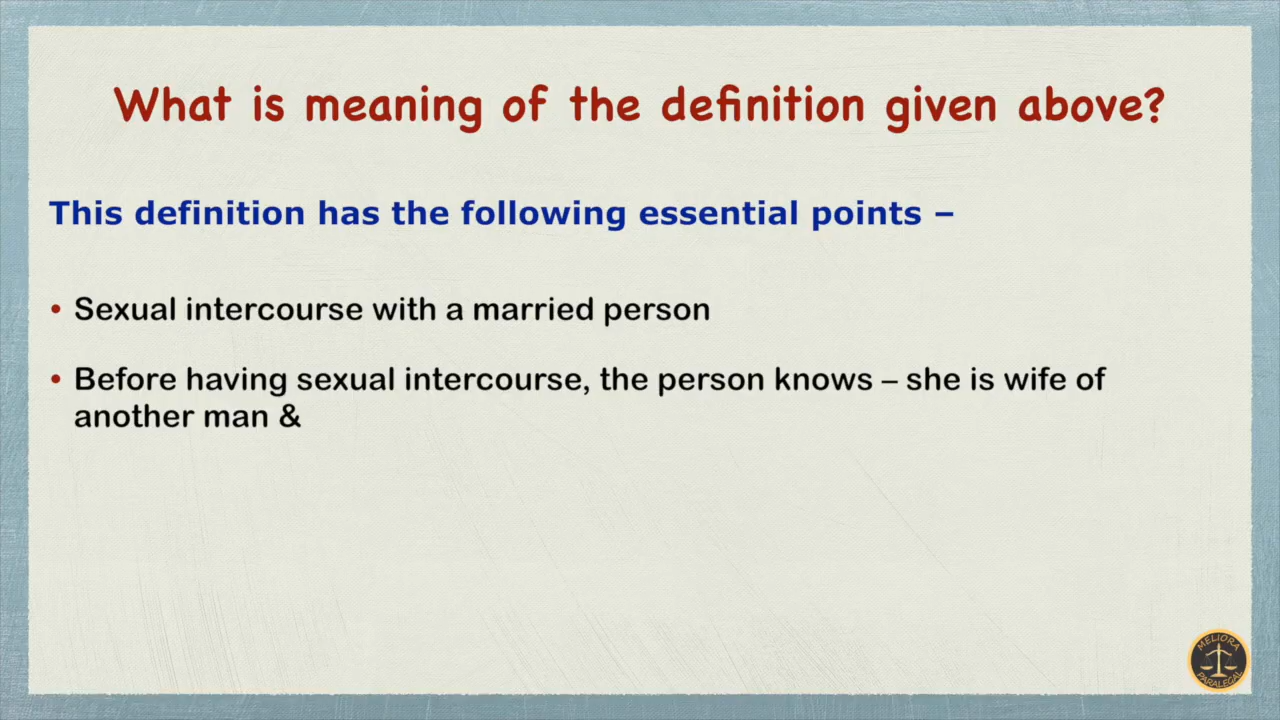 What is meaning of the definition given above?
This definition has the following essential points –
• Sexual intercourse with a married person
• Before having sexual intercourse, the person knows – she is wife of
another man &
MELIORA
PARALEGAL